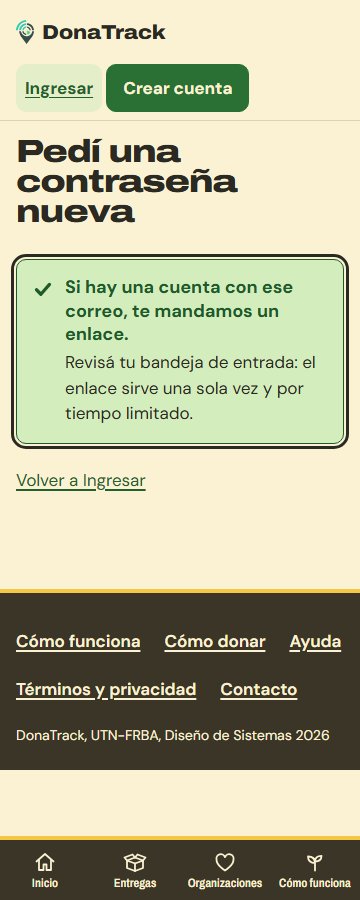 DonaTrack
Ingresar
Crear cuenta
Pedí una
contraseña
nueva
Si hay una cuenta con ese
correo, te mandamos un
enlace.
Revisá tu bandeja de entrada: el
enlace sirve una sola vez y por
tiempo limitado.
Volver a Ingresar
Cómo funciona Cómo donar Ayuda
Términos y privacidad Contacto
DonaTrack, UTN-FRBA, Diseño de Sistemas 2026
Inicio Entregas Organizaciones Cómo funciona